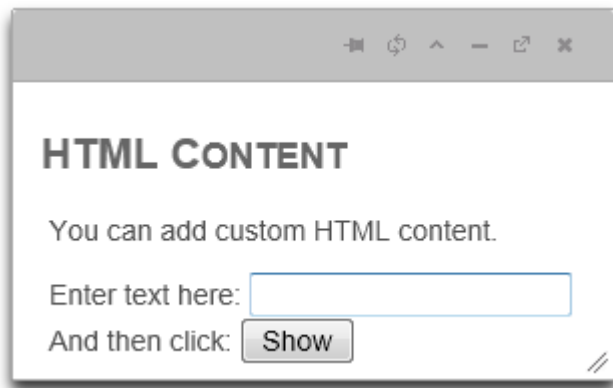 HTML CONTENT
You can add custom HTML content.
Enter text here:
And then click: Show